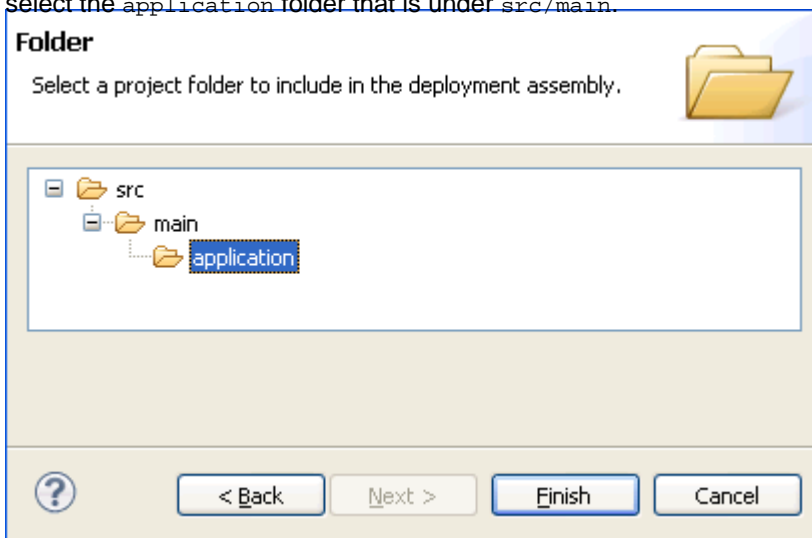 select the application folder that is under src/main.
Folder
Select a project folder to include in the deployment assembly.
src
main
application
?
< Back
Next >
Finish
Cancel